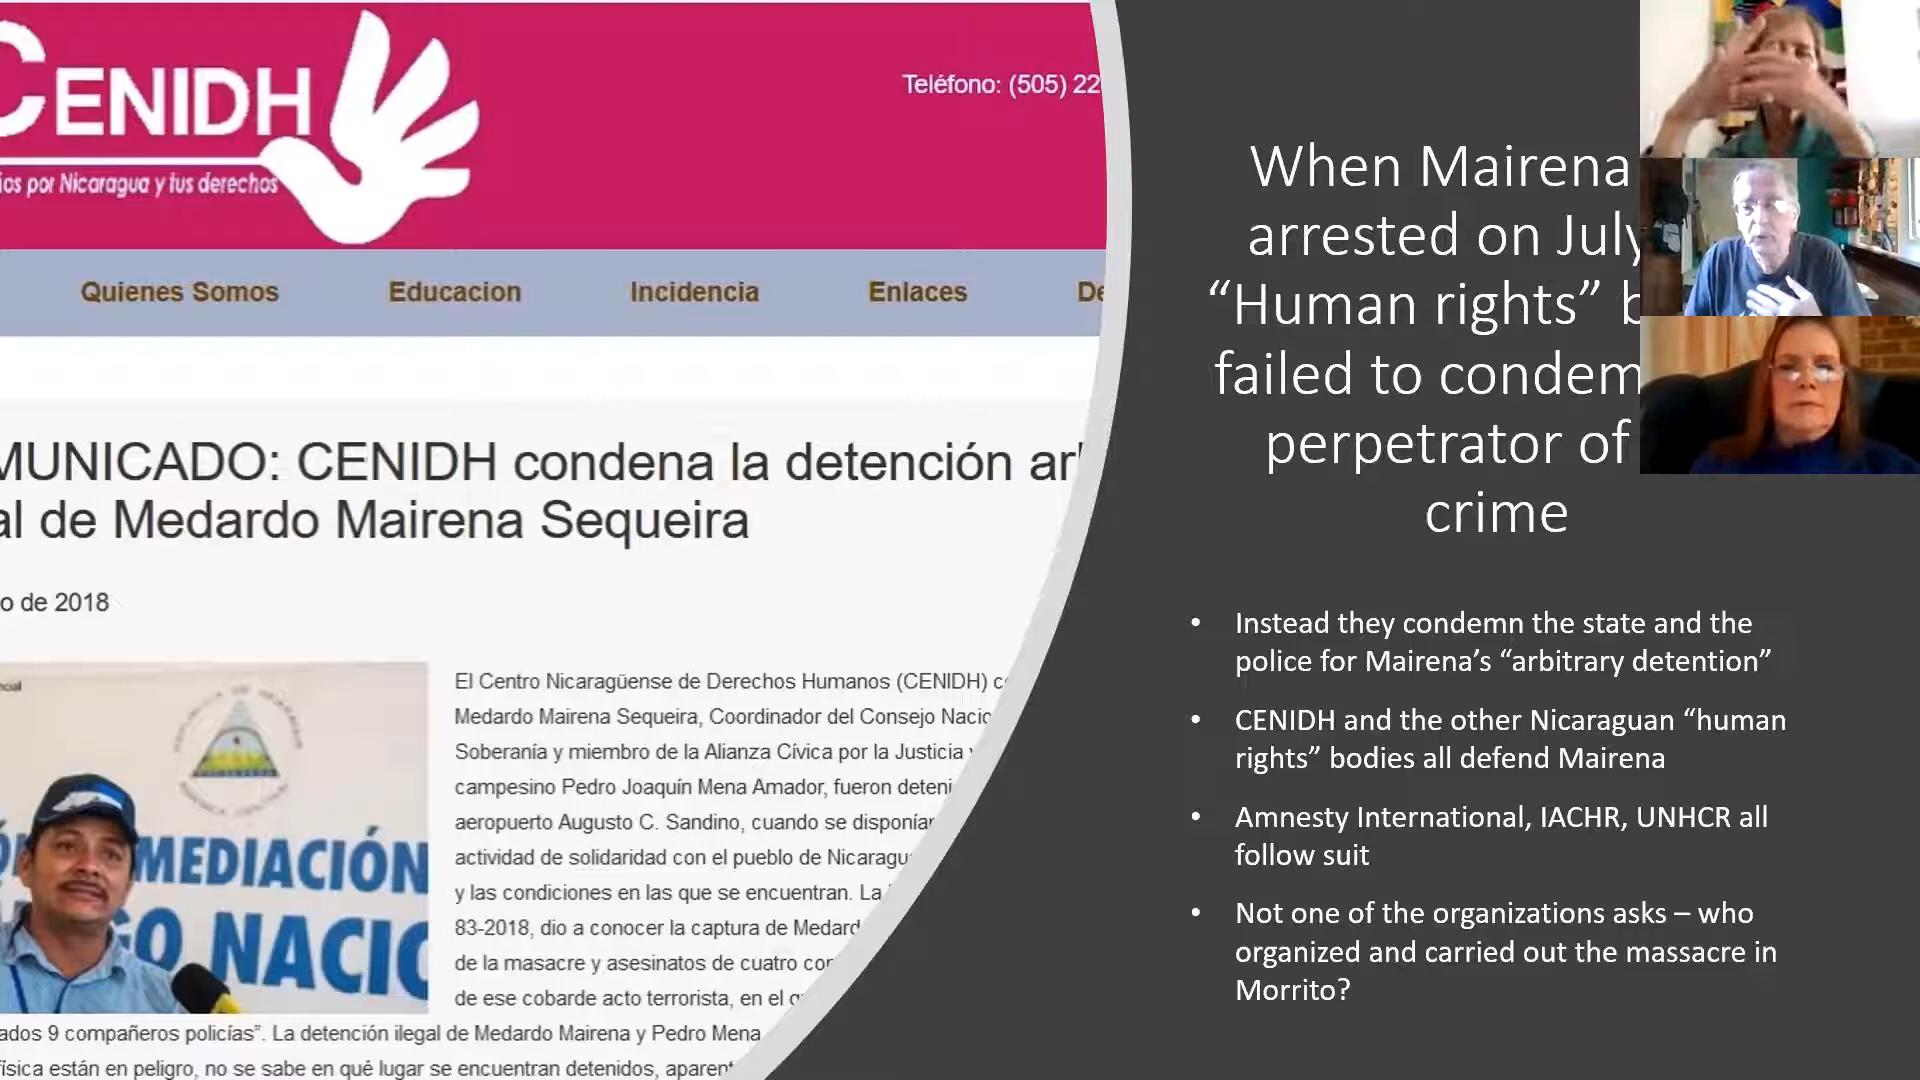 CENIDH
Teléfono: (505) 22
por Nicaragua y tus derechos
Quienes Somos
Educacion
Incidencia
Enlaces
MUNICADO: CENIDH condena la detención
al de Medardo Mairena Sequeira
o de 2018
MEDIACIÓN
GO NACIO
El Centro Nicaragüense de Derechos Humanos (CENIDH)
Medardo Mairena Sequeira, Coordinador del Consejo Nacio
Soberanía y miembro de la Alianza Cívica por la Justicia
campesino Pedro Joaquín Mena Amador, fueron deteni
aeropuerto Augusto C. Sandino, cuando se disponían
actividad de solidaridad con el pueblo de Nicaragu
y las condiciones en las que se encuentran. La
83-2018, dio a conocer la captura de Medard
de la masacre y asesinatos de cuatro
de ese cobarde acto terrorista, en el
ados 9 compañeros policías”. La detención ilegal de Medardo Mairena y Pedro Mena
física están en peligro, no se sabe en qué lugar se encuentran detenidos, aparent
When Mairena
arrested on July
“Human rights” b
failed to condem
perpetrator of
crime
• Instead they condemn the state and the
police for Mairena’s “arbitrary detention”
• CENIDH and the other Nicaraguan “human
rights” bodies all defend Mairena
• Amnesty International, IACHR, UNHCR all
follow suit
• Not one of the organizations asks – who
organized and carried out the massacre in
Morrito?